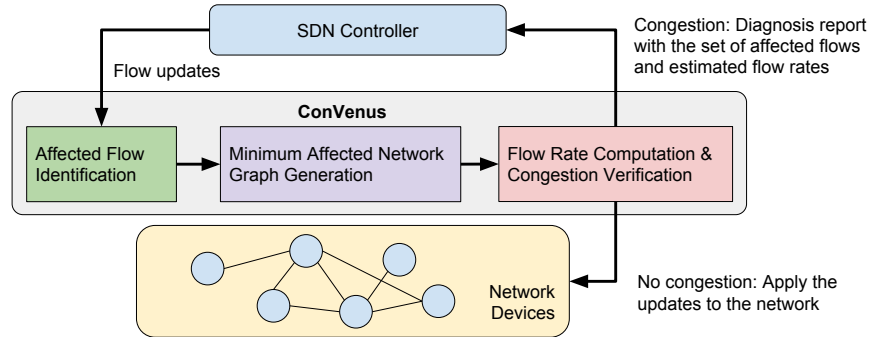 SDN Controller
Congestion: Diagnosis report
with the set of affected flows
and estimated flow rates
Flow updates
ConVenus
Affected Flow
Identification
Minimum Affected Network
Graph Generation
Flow Rate Computation &
Congestion Verification
Network
Devices
No congestion: Apply the
updates to the network